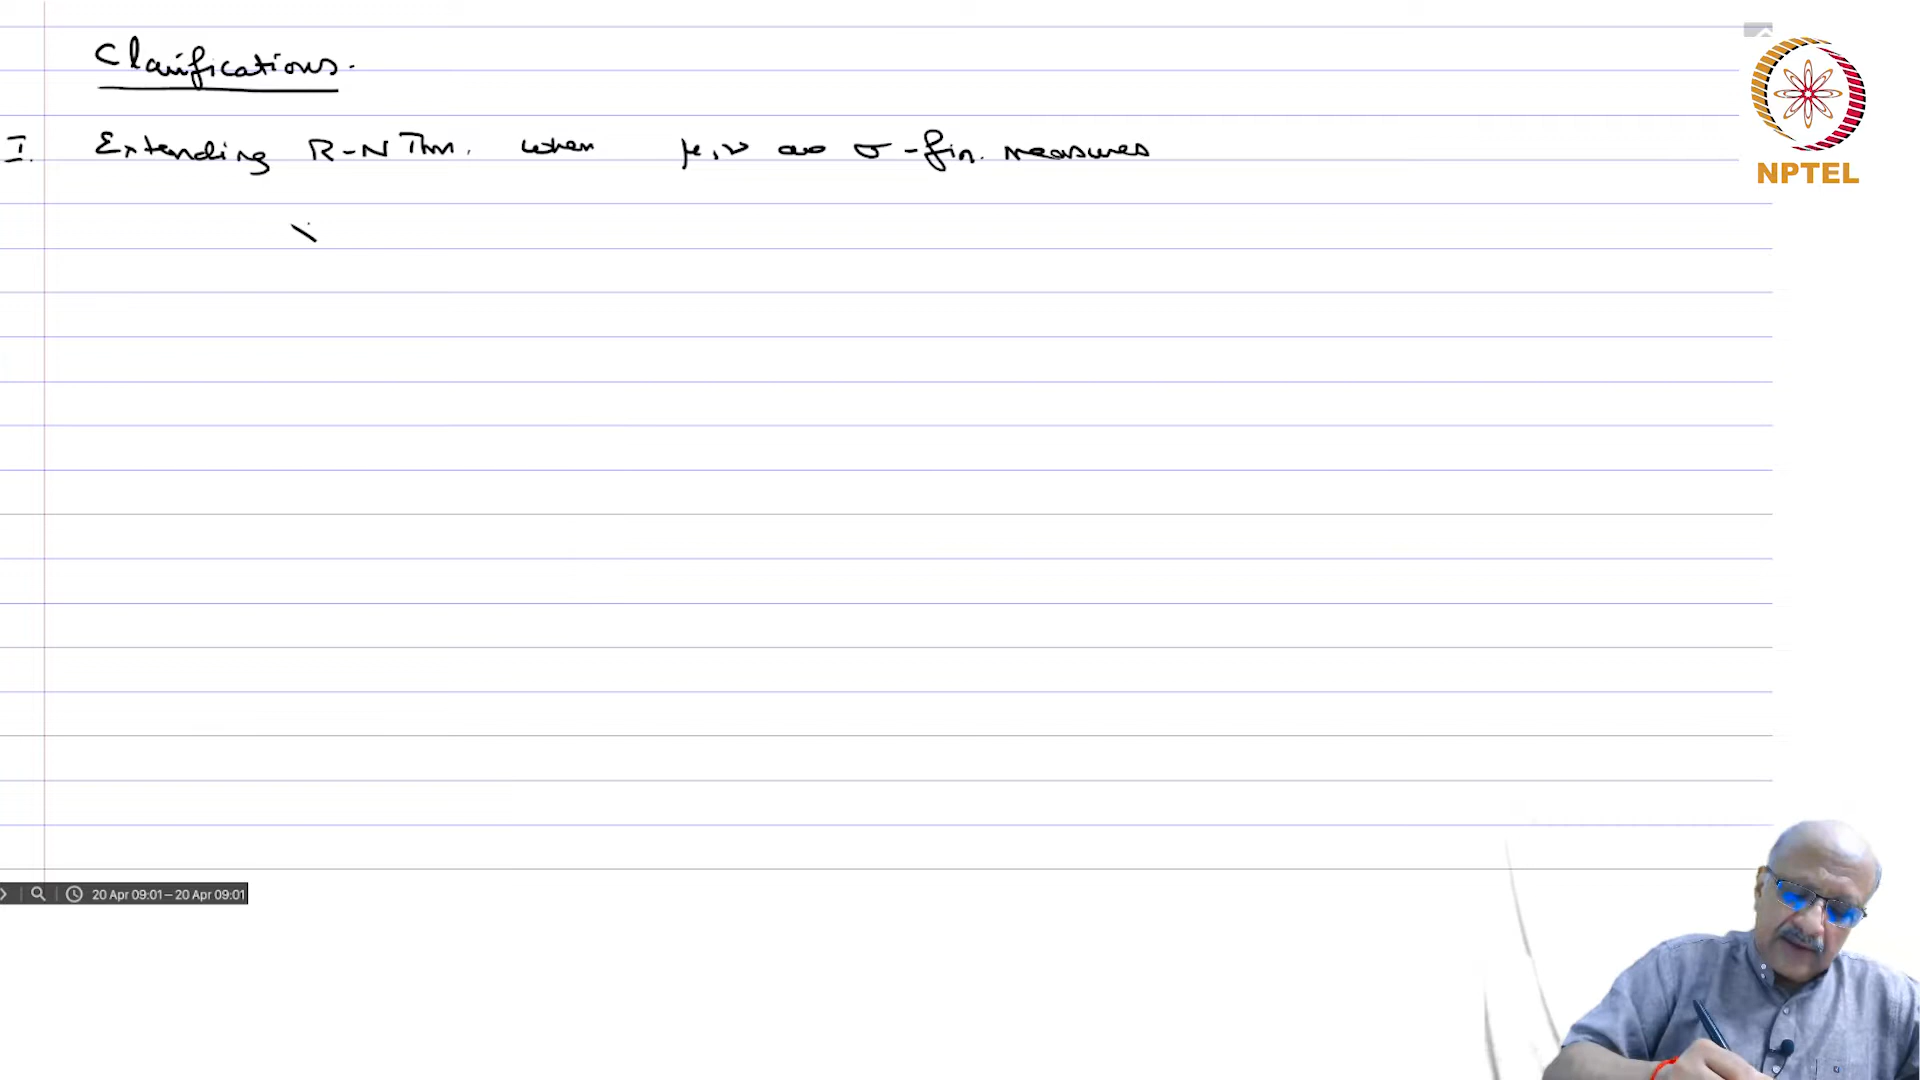 Clarifications.
I. Extending R-N Thm. when μ, ν are σ-fin. measures
NPTEL
20 Apr 09:01 – 20 Apr 09:01